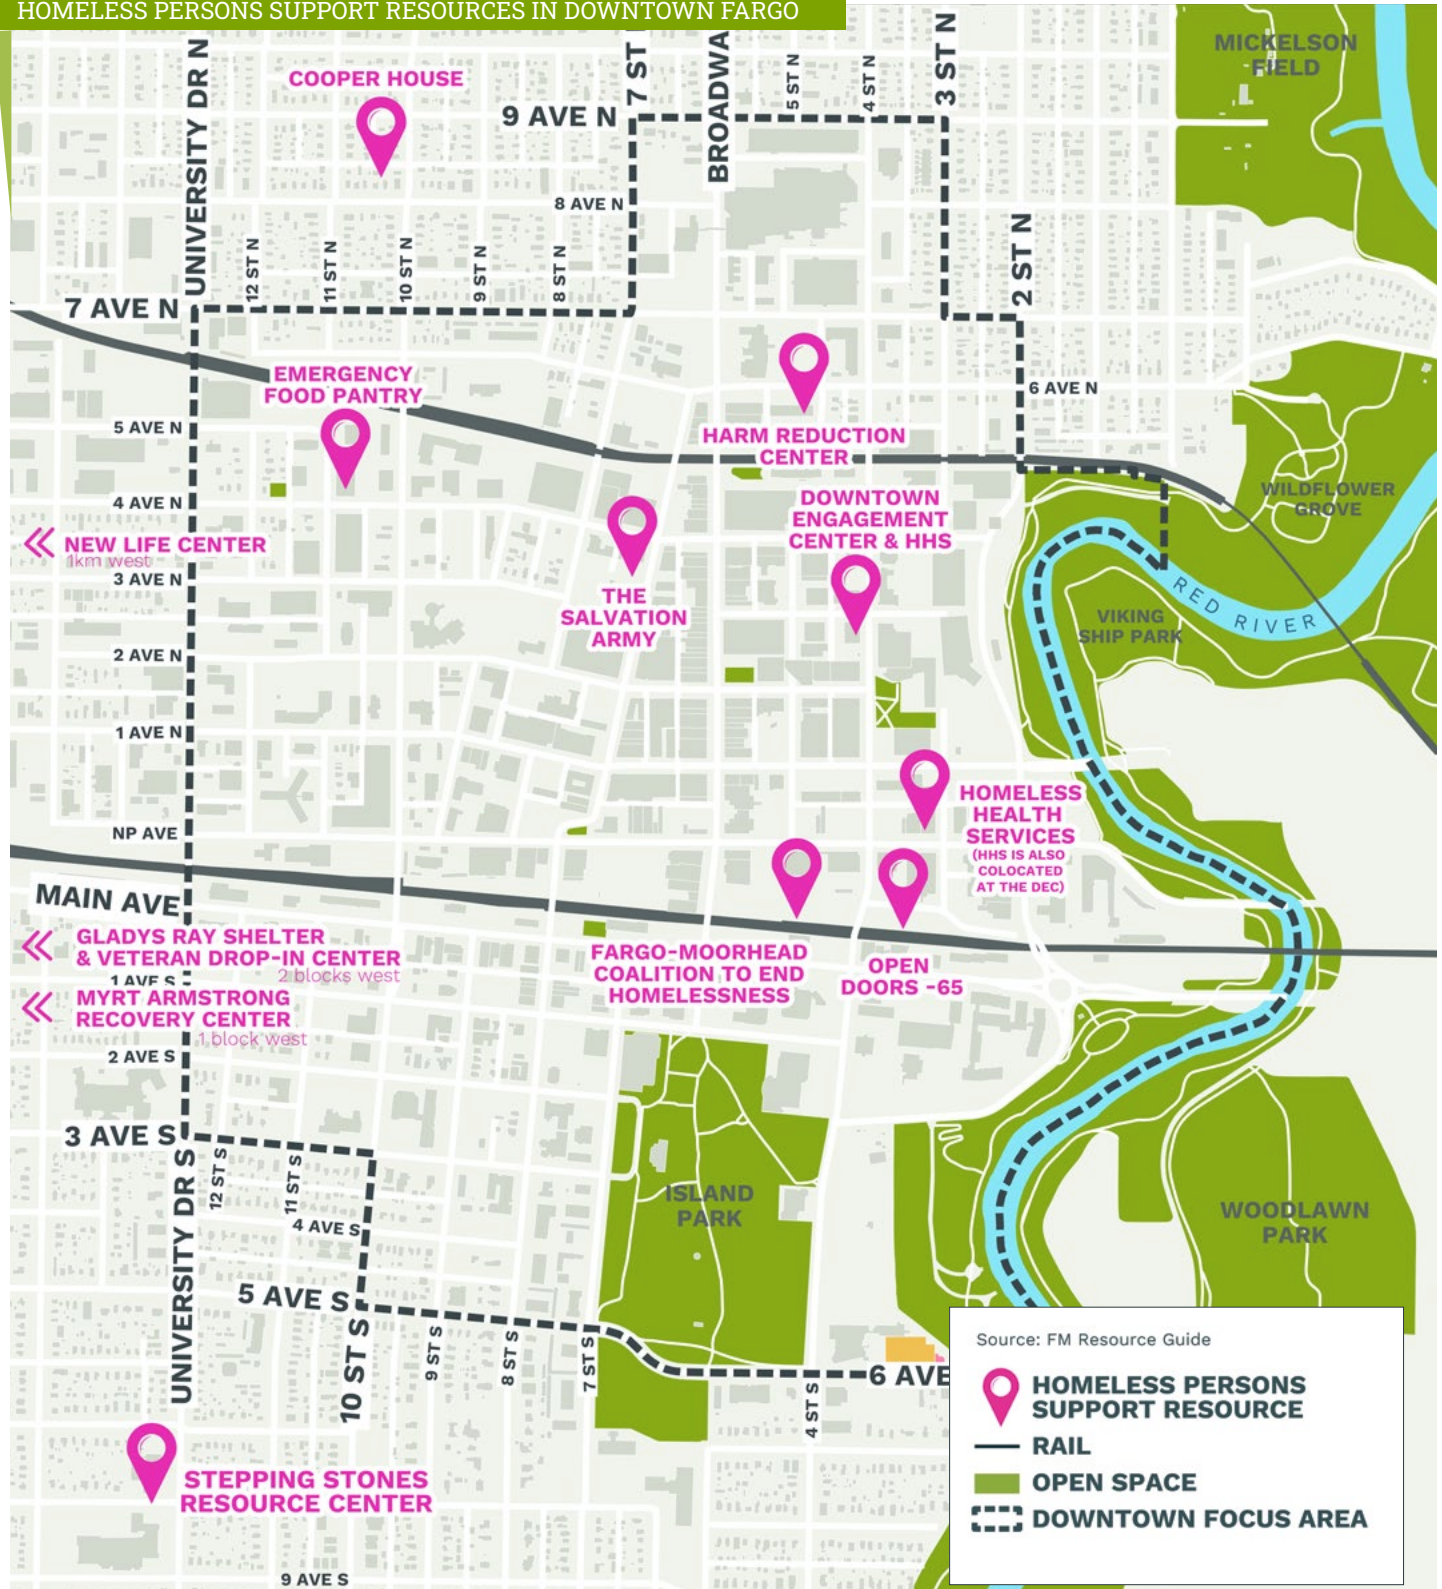 HOMELESS PERSONS SUPPORT RESOURCES IN DOWNTOWN FARGO
MICKELSON
FIELD
UNIVERSITY DR N
COOPER HOUSE
7 ST
BROADWA
5 ST N
4 ST N
3 ST N
9 AVE N
8 AVE N
2 ST N
12 ST N
11 ST N
10 ST N
9 ST N
8 ST N
7 AVE N
EMERGENCY
FOOD PANTRY
6 AVE N
5 AVE N
HARM REDUCTION
CENTER
4 AVE N
DOWNTOWN
ENGAGEMENT
CENTER & HHS
WILDFLOWER
GROVE
NEW LIFE CENTER
1km west
3 AVE N
THE
SALVATION
ARMY
RED RIVER
VIKING
SHIP PARK
2 AVE N
1 AVE N
HOMELESS
HEALTH
SERVICES
(HHS IS ALSO
COLOCATED
AT THE DEC)
NP AVE
MAIN AVE
GLADYS RAY SHELTER
& VETERAN DROP-IN CENTER
2 blocks west
FARGO-MOORHEAD
COALITION TO END
HOMELESSNESS
OPEN
DOORS -65
1 AVE S
MYRT ARMSTRONG
RECOVERY CENTER
1 block west
2 AVE S
3 AVE S
UNIVERSITY DR S
12 ST S
11 ST S
4 AVE S
ISLAND
PARK
WOODLAWN
PARK
5 AVE S
10 ST S
9 ST S
8 ST S
7 ST S
4 ST S
6 AVE
STEPPING STONES
RESOURCE CENTER
9 AVE S
Source: FM Resource Guide
HOMELESS PERSONS
SUPPORT RESOURCE
RAIL
OPEN SPACE
DOWNTOWN FOCUS AREA